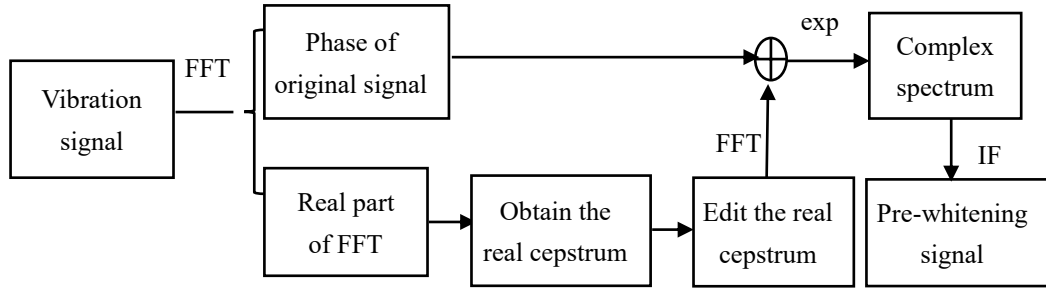 Vibration
signal
FFT
Phase of
original signal
Real part
of FFT
Obtain the
real cepstrum
Edit the real
cepstrum
FFT
exp
Complex
spectrum
IF
Pre-whitening
signal